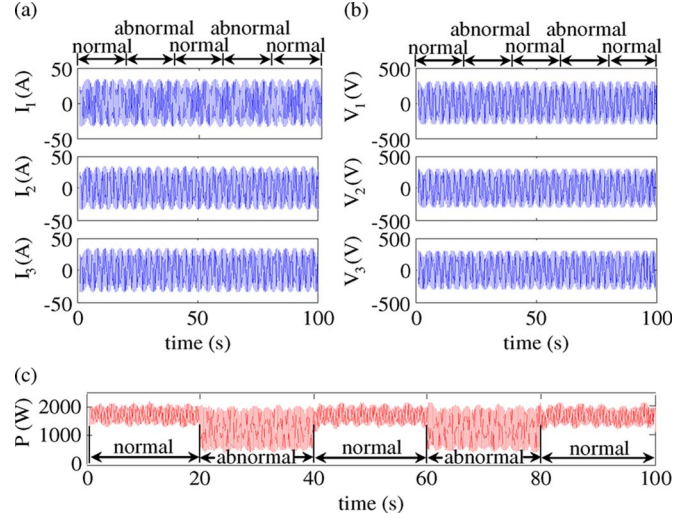 (a)
abnormal abnormal
normal normal normal
50
0
-50
I1(A)
50
0
-50
I2(A)
50
0
-50
I3(A)
0 50 100
time (s)
(b)
abnormal abnormal
normal normal normal
500
0
-50
V1(V)
500
0
-50
V2(V)
500
0
-500
V3(V)
0 50 100
time (s)
(c)
2000
1000
0
P (W)
normal abnormal normal abnormal normal
0 20 40 60 80 100
time (s)